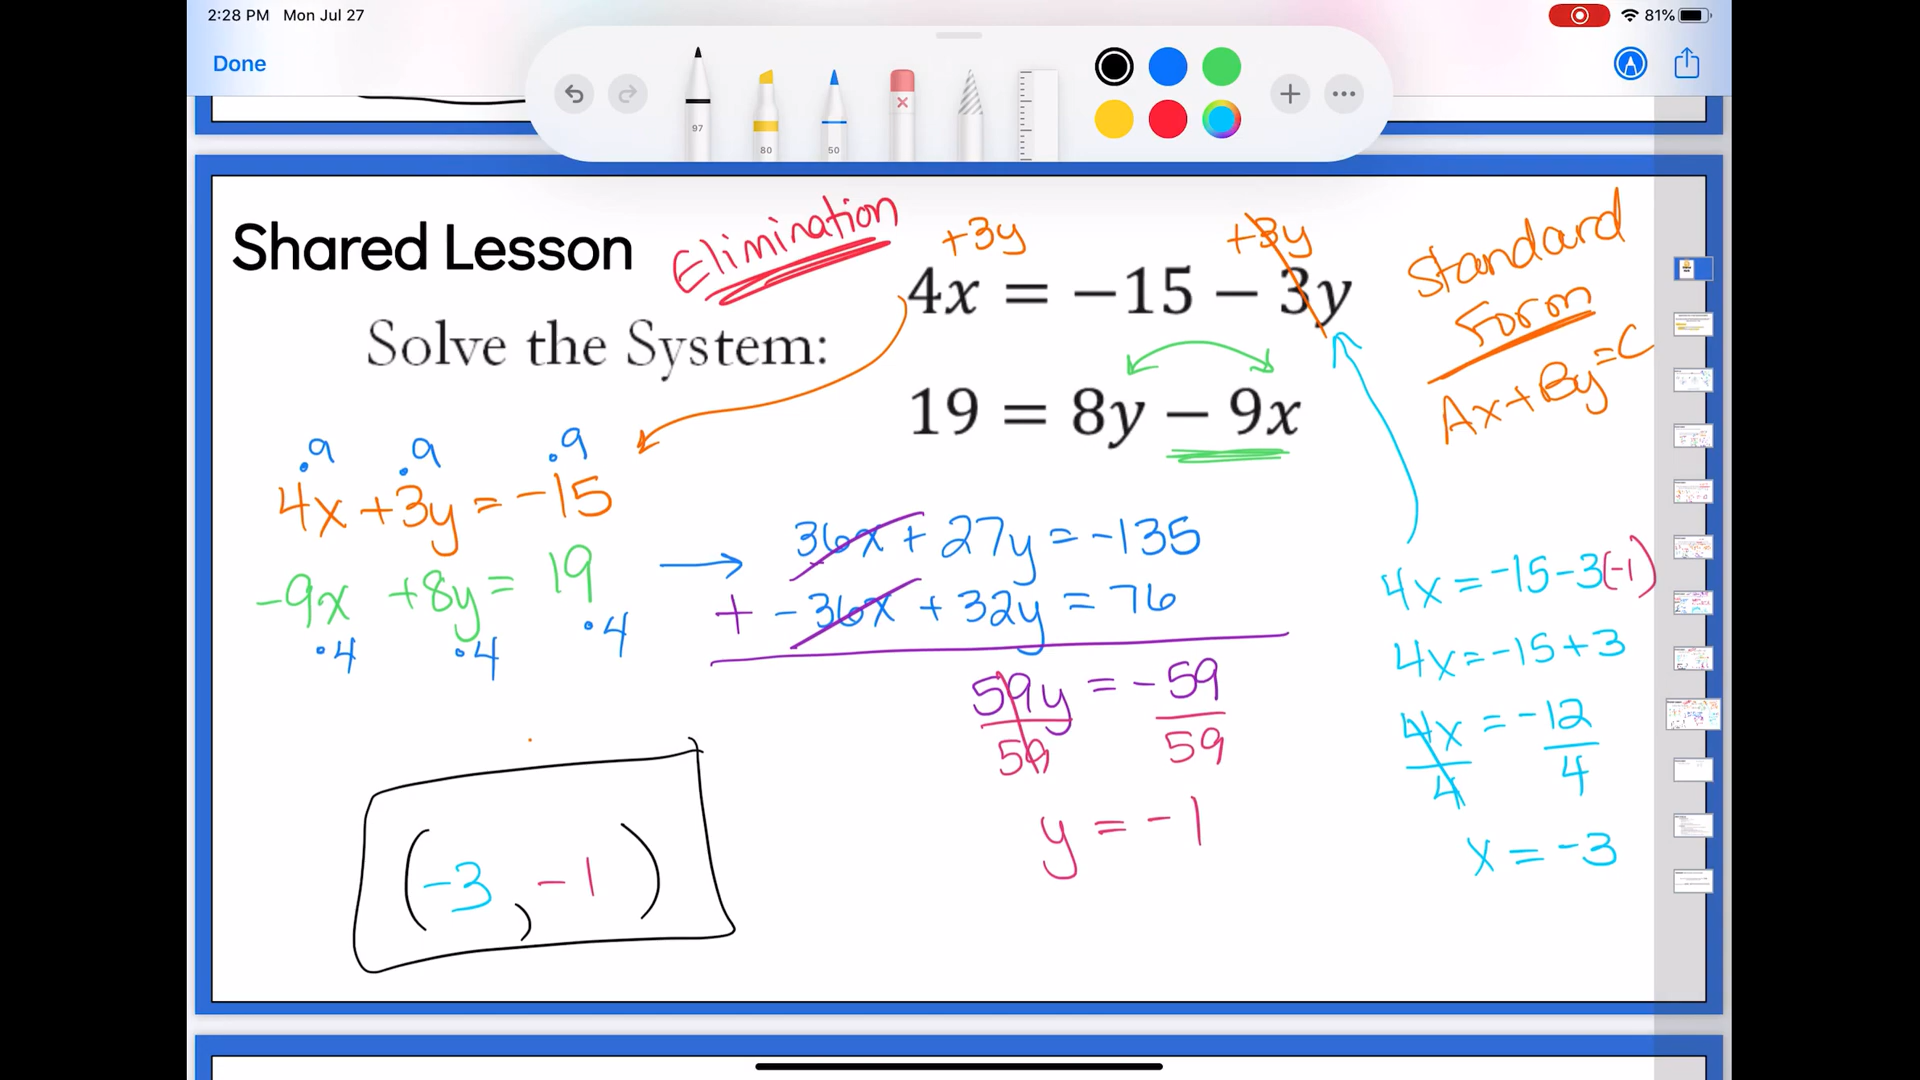 2:28 PM Mon Jul 27
81%
Done
97
80
50
Shared Lesson
Elimination
+3y
+3y
4x = −15 − 3y
Standard
Form
Ax+By=C
Solve the System:
19 = 8y − 9x
.9 .9 .9
4x +3y = -15
-9x +8y = 19
.4 .4 .4
36x + 27y = -135
+ -36x + 32y = 76
59y = -59
59 59
y = -1
4x = -15-3(-1)
4x = -15+3
4x = -12
4 4
x = -3
(-3, -1)